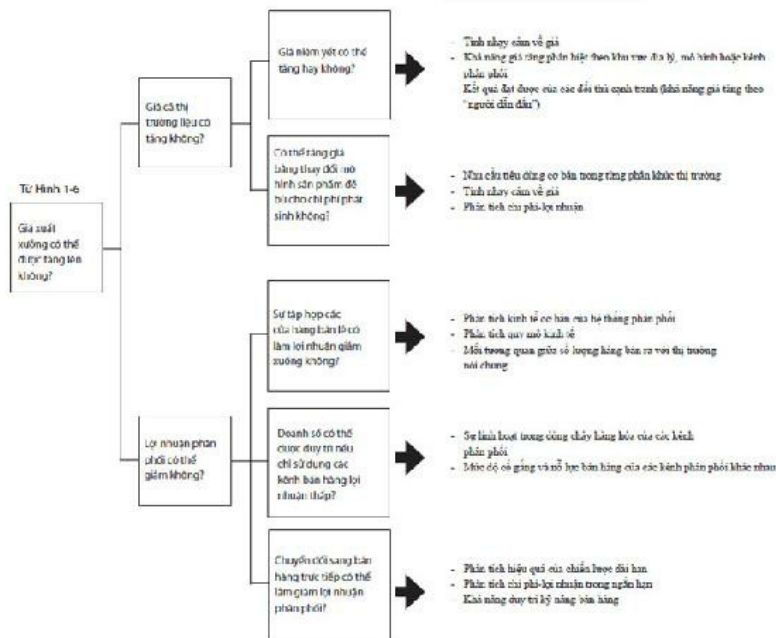 Từ Hình 1-6
Giá xuất
xưởng có thể
được tăng lên
không?
Giá cả thị
trường liệu có
tăng không?
Giá niêm yết có thể
tăng hay không?
- Tính nhạy cảm về giá
- Khả năng giá tăng phân biệt theo khu vực địa lý, mô hình hoặc kênh
phân phối
Kết quả đạt được của các đối thủ cạnh tranh (khả năng giá tăng theo
"người dẫn đầu")
Có thể tăng giá
bằng thay đổi mô
hình sản phẩm để
bù cho chi phí phát
sinh không?
- Nhu cầu tiêu dùng cơ bản trong từng phân khúc thị trường
- Tính nhạy cảm về giá
- Phân tích chi phí-lợi nhuận
Lợi nhuận phân
phối có thể
giảm không?
Sự tập hợp các
cửa hàng bán lẻ có
làm lợi nhuận giảm
xuống không?
- Phân tích kinh tế cơ bản của hệ thống phân phối
- Phân tích quy mô kinh tế
- Mối tương quan giữa số lượng hàng bán ra với thị trường
nói chung
Doanh số có thể
được duy trì nếu
chỉ sử dụng các
kênh bán hàng lợi
nhuận thấp?
- Sự linh hoạt trong dòng chảy hàng hóa của các kênh
phân phối
- Mức độ cố gắng và nỗ lực bán hàng của các kênh phân phối khác nhau
Chuyển đổi sang bán
hàng trực tiếp có thể
làm giảm lợi nhuận
phân phối?
- Phân tích hiệu quả của chiến lược dài hạn
- Phân tích chi phí-lợi nhuận trong ngắn hạn
- Khả năng duy trì kỹ năng bán hàng